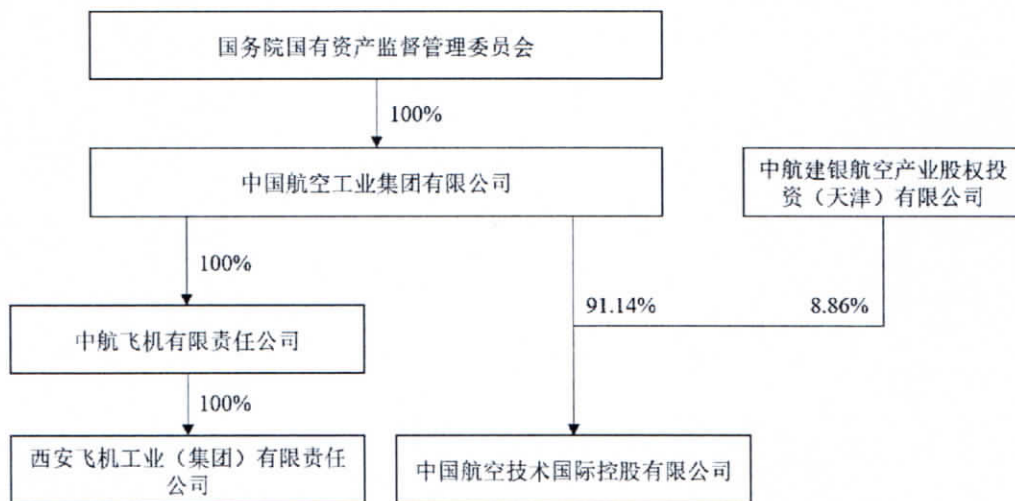 国务院国有资产监督管理委员会
100%
中国航空工业集团有限公司
中航建银航空产业股权投
资（天津）有限公司
100%
91.14%
8.86%
中航飞机有限责任公司
100%
西安飞机工业（集团）有限责任
公司
中国航空技术国际控股有限公司